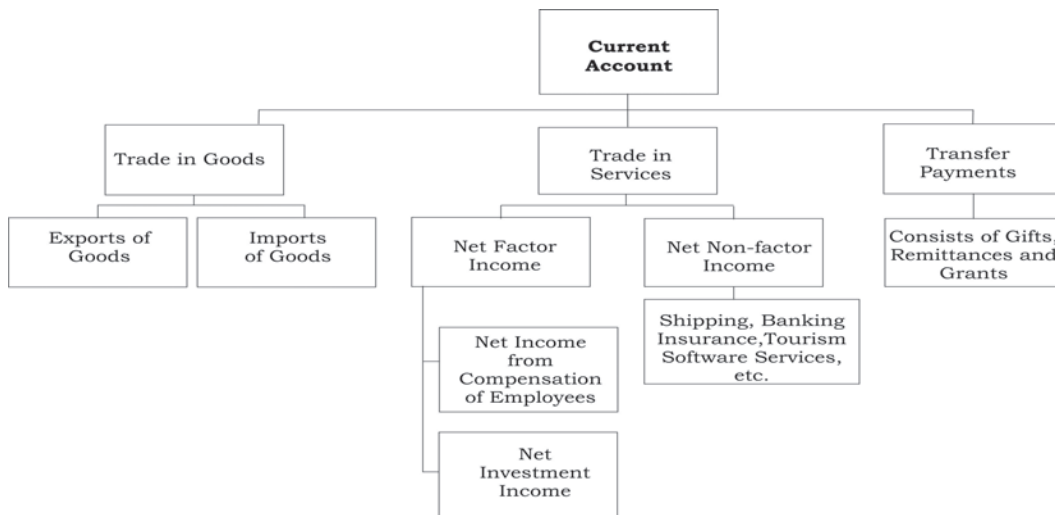 Current
Account
Trade in Goods
Trade in
Services
Transfer
Payments
Exports of
Goods
Imports
of Goods
Net Factor
Income
Net Non-factor
Income
Consists of Gifts,
Remittances and
Grants
Shipping, Banking
Insurance,Tourism
Software Services,
etc.
Net Income
from
Compensation
of Employees
Net
Investment
Income